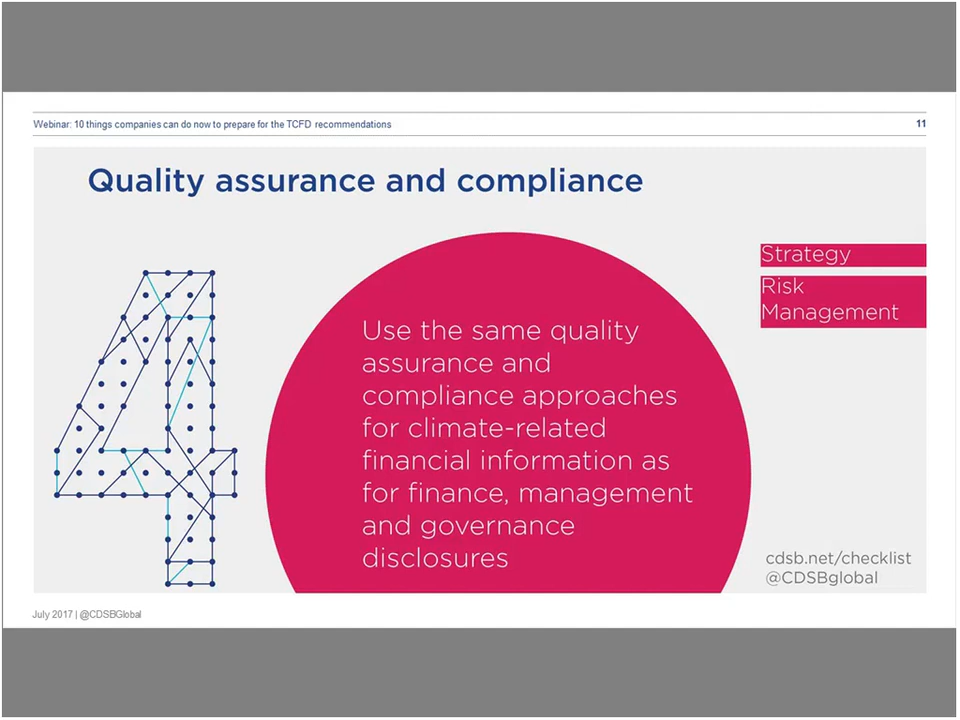 Webinar: 10 things companies can do now to prepare for the TCFD recommendations
11
Quality assurance and compliance
4
Use the same quality
assurance and
compliance approaches
for climate-related
financial information as
for finance, management
and governance
disclosures
Strategy
Risk
Management
cdsb.net/checklist
@CDSBglobal
July 2017 | @CDSBGlobal